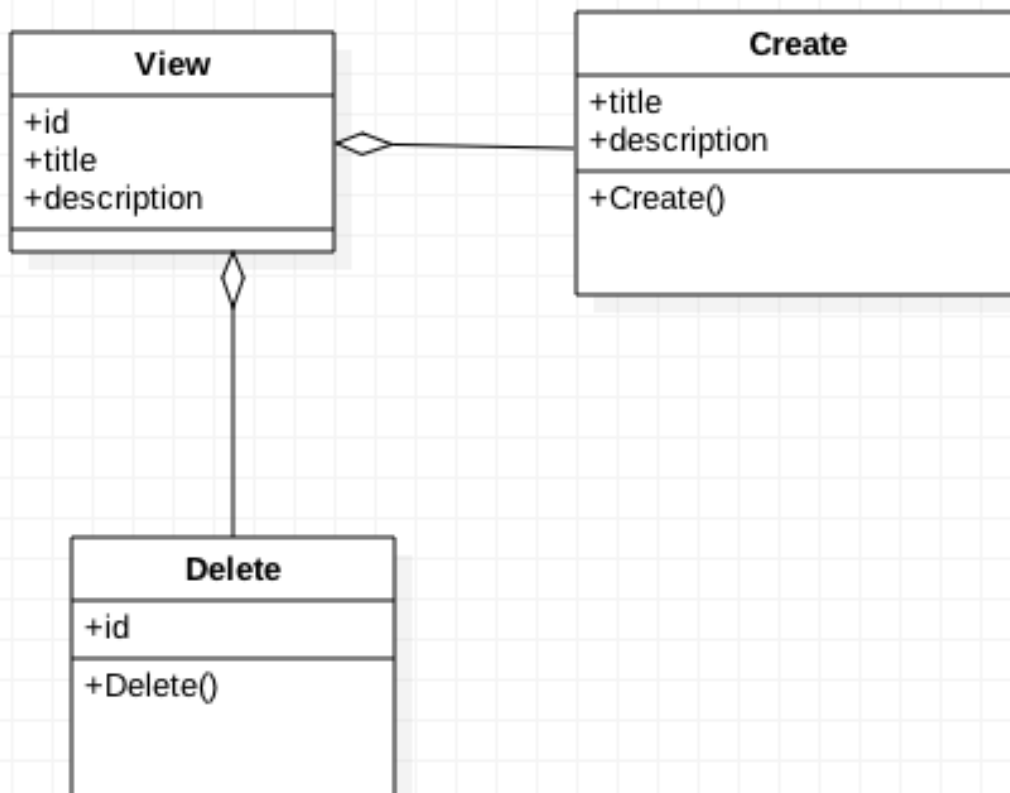 View
+id
+title
+description
Create
+title
+description
+Create()
Delete
+id
+Delete()